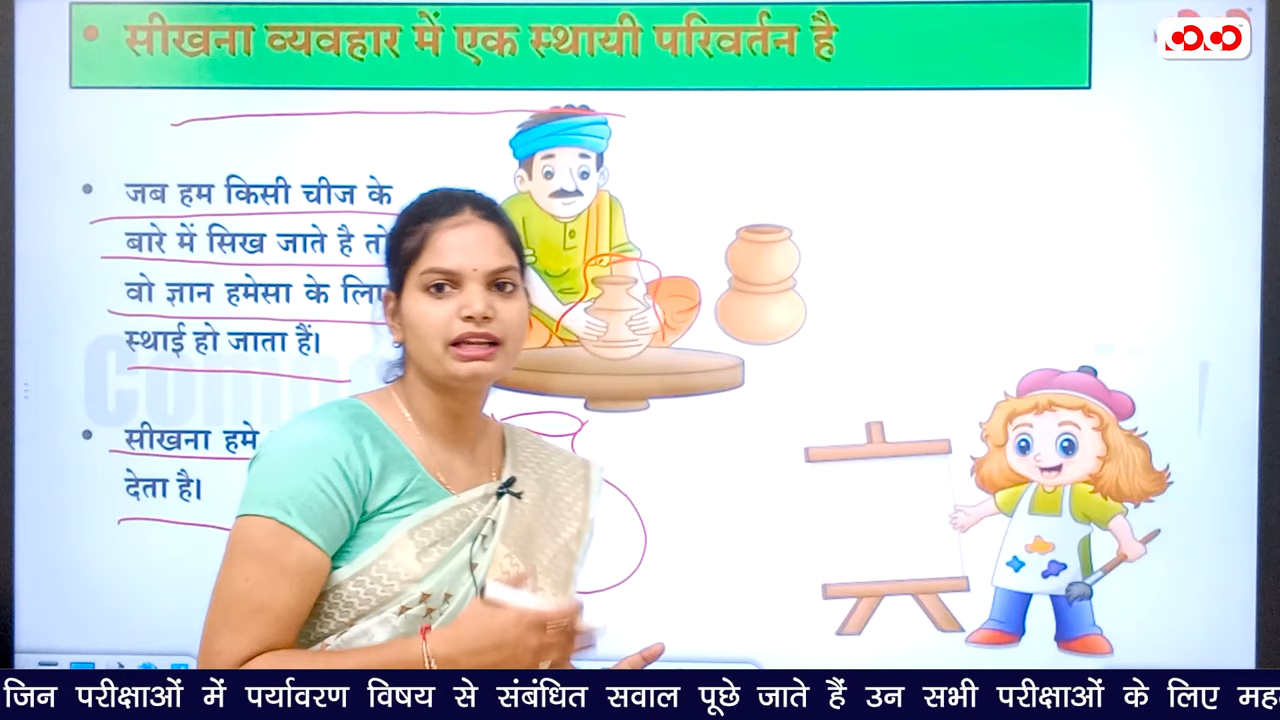 • सीखना व्यवहार में एक स्थायी परिवर्तन है
• जब हम किसी चीज के
बारे में सिख जाते है तो
वो ज्ञान हमेसा के लिए
स्थाई हो जाता हैं।
• सीखना हमे
देता है।
जिन परीक्षाओं में पर्यावरण विषय से संबंधित सवाल पूछे जाते हैं उन सभी परीक्षाओं के लिए